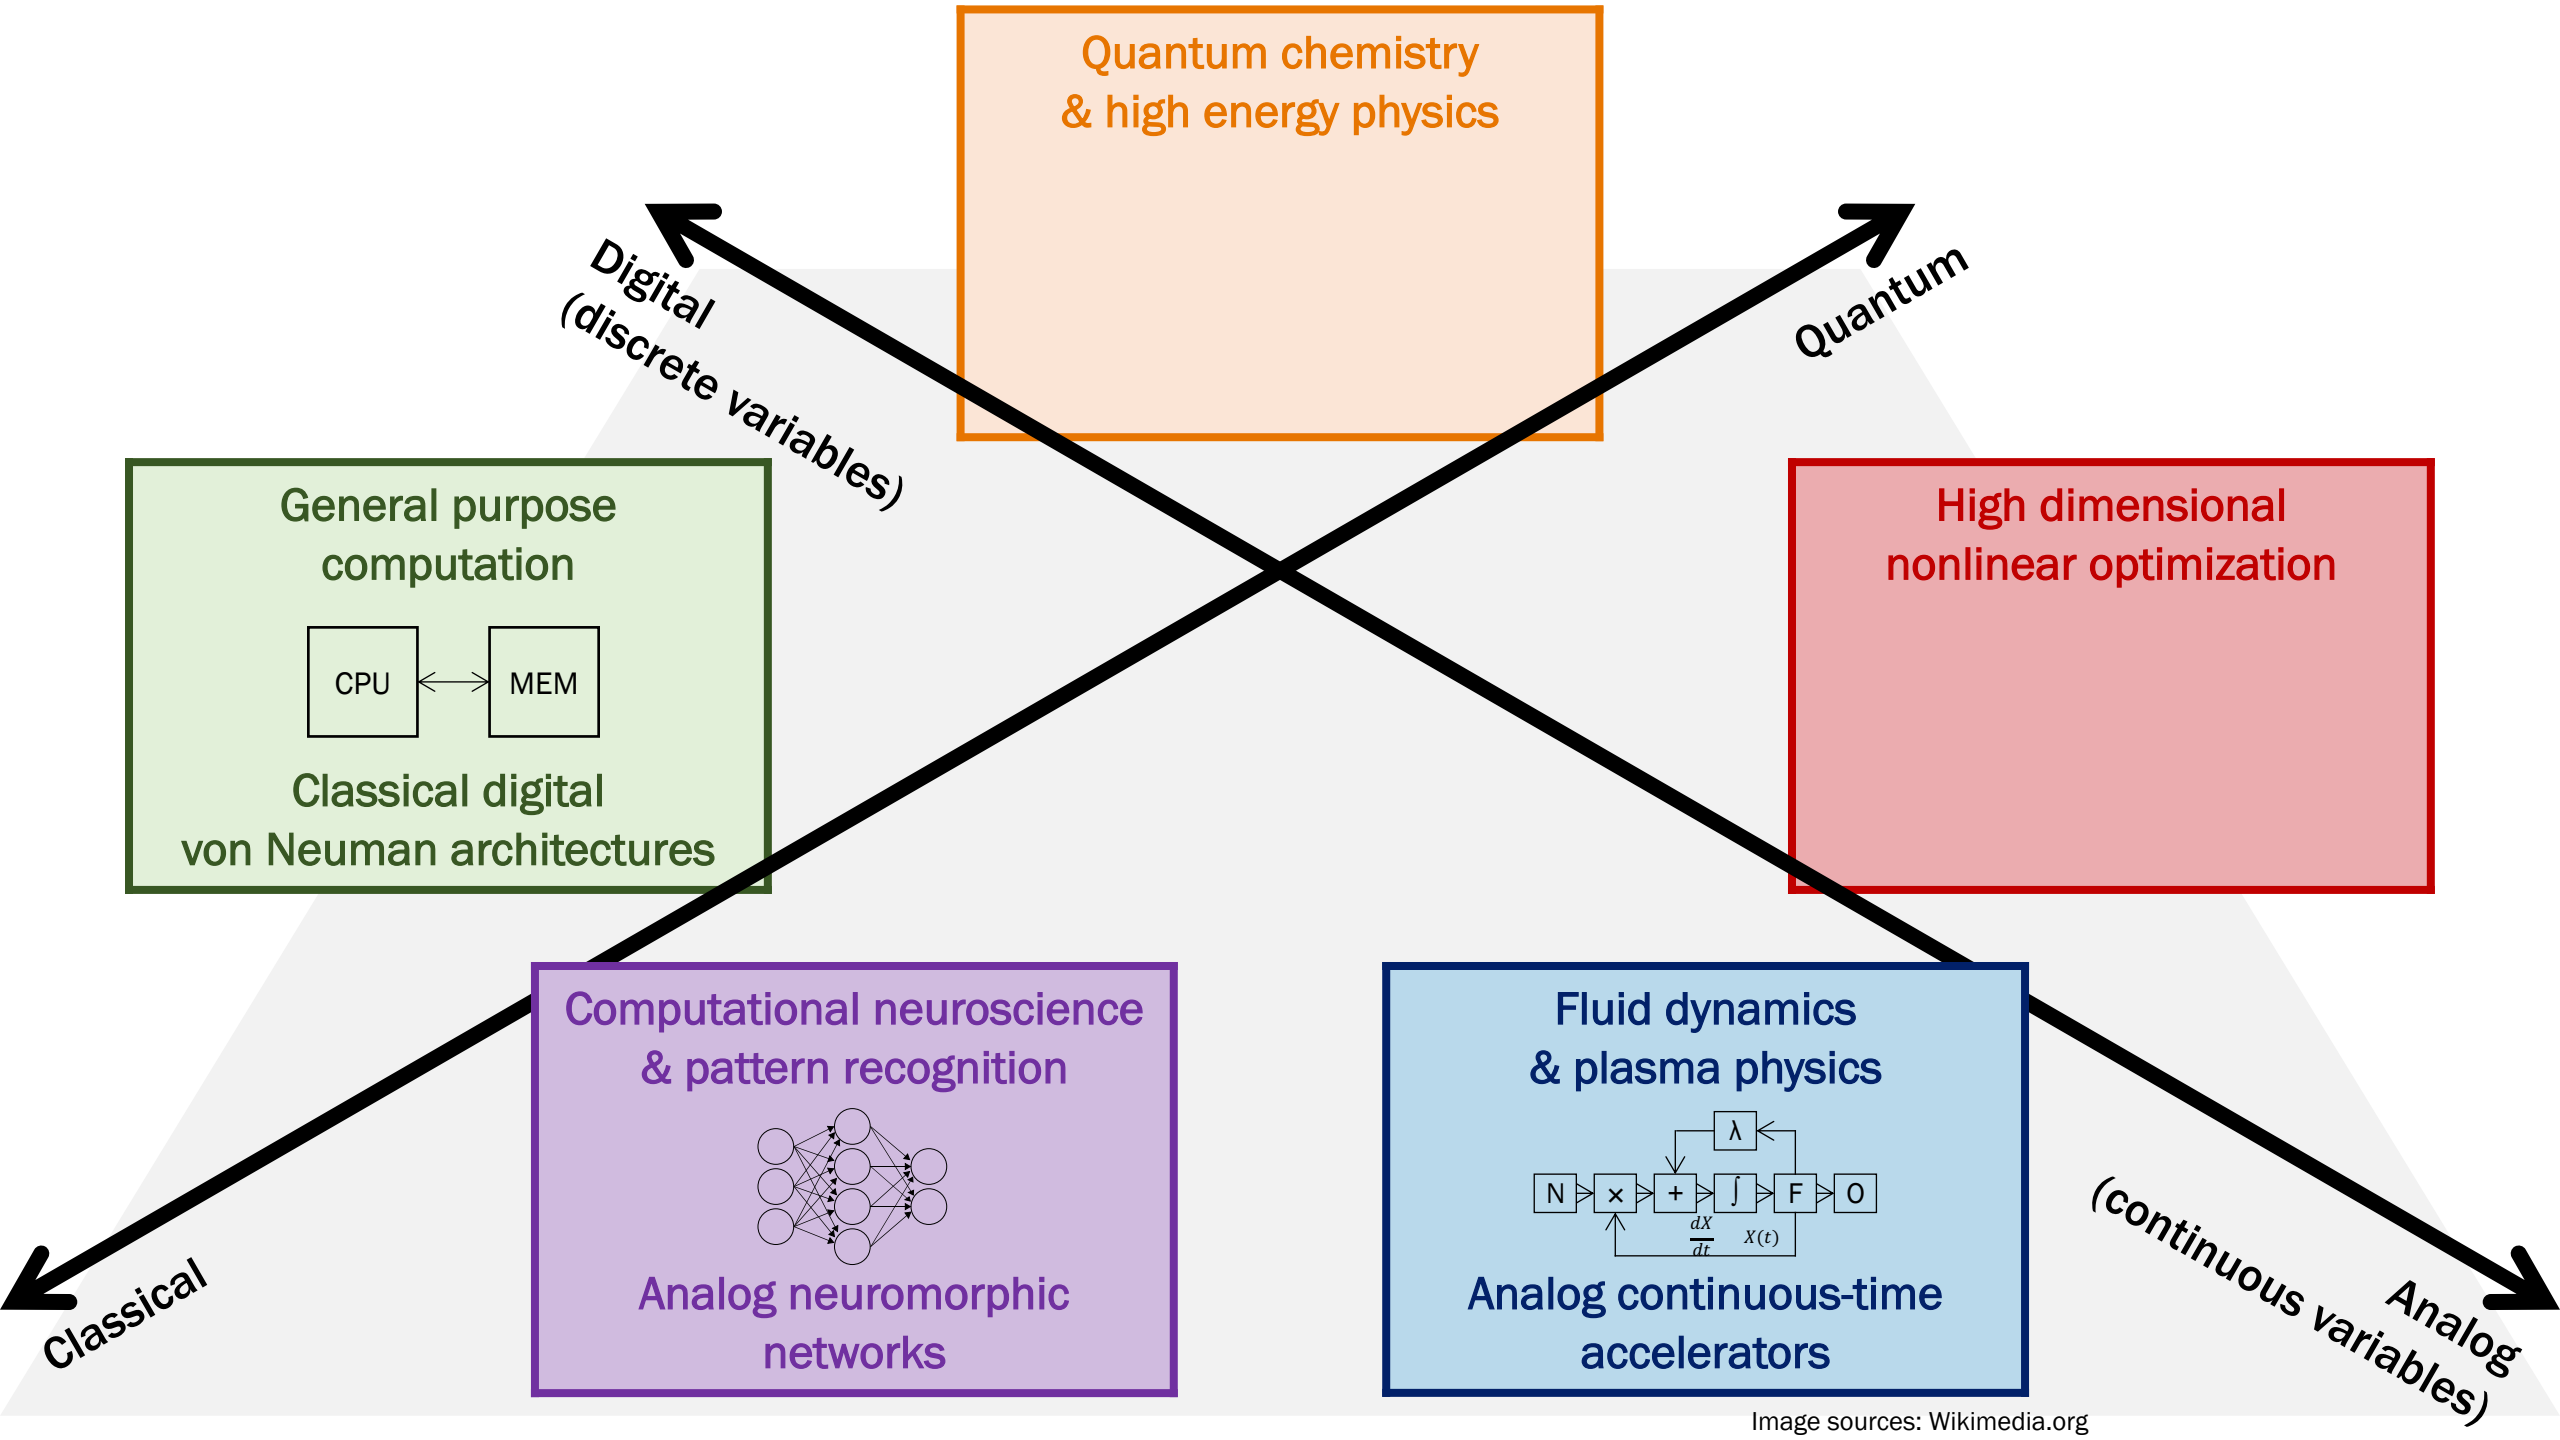 Quantum chemistry
& high energy physics
Digital
(discrete variables)
Quantum
General purpose
computation
CPU
MEM
Classical digital
von Neuman architectures
High dimensional
nonlinear optimization
Computational neuroscience
& pattern recognition
Analog neuromorphic
networks
Fluid dynamics
& plasma physics
λ
N × + ∫ F O
dX
dt
X(t)
Analog continuous-time
accelerators
Classical
Analog
(continuous variables)
Image sources: Wikimedia.org